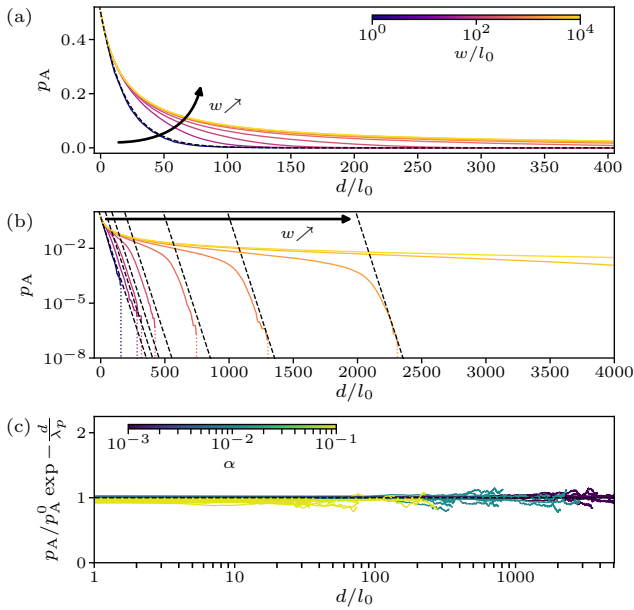 (a)
0.4
0.2
0.0
p_A
w ↗
10^0 10^2 10^4
w/l_0
0 50 100 150 200 250 300 350 400
d/l_0
(b)
10^{-2}
10^{-5}
10^{-8}
p_A
w ↗
0 500 1000 1500 2000 2500 3000 3500 4000
d/l_0
(c)
2
1
0
p_A/p_A^0 exp − d/λ_p
10^{-3} 10^{-2} 10^{-1}
α
1 10 100 1000
d/l_0